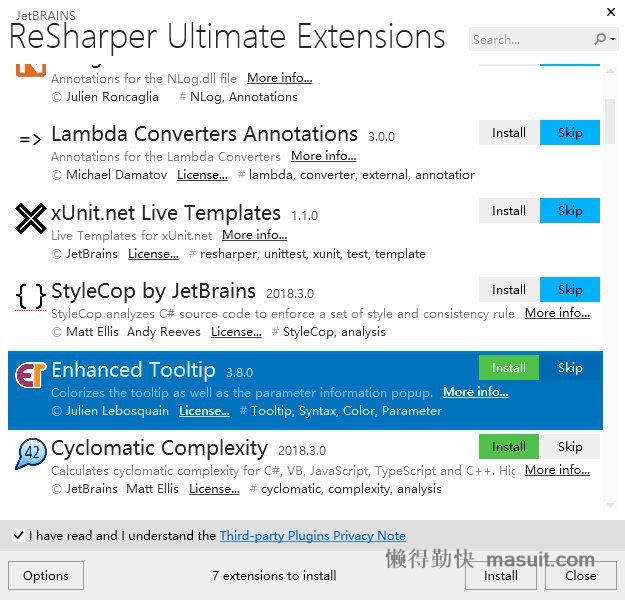 JetBRAINS
ReSharper Ultimate Extensions
Search...
Annotations for the NLog.dll file More info...
© Julien Roncaglia # NLog, Annotations
=> Lambda Converters Annotations 3.0.0 Install Skip
Annotations for the Lambda Converters More info...
© Michael Damatov License... # lambda, converter, external, annotation
xUnit.net Live Templates 1.1.0 Install Skip
Live Templates for xUnit.net More info...
© JetBrains License... # resharper, unittest, xunit, test, template
{ } StyleCop by JetBrains 2018.3.0 Install Skip
StyleCop analyzes C# source code to enforce a set of style and consistency rule More info...
© Matt Ellis Andy Reeves License... # StyleCop, analysis
ET Enhanced Tooltip 3.8.0 Install Skip
Colorizes the tooltip as well as the parameter information popup. More info...
© Julien Lebosquain License... # Tooltip, Syntax, Color, Parameter
42 Cyclomatic Complexity 2018.3.0 Install Skip
Calculates cyclomatic complexity for C#, VB, JavaScript, TypeScript and C++. Hig More info...
© JetBrains Matt Ellis License... # cyclomatic, complexity, analysis
I have read and I understand the Third-party Plugins Privacy Note
懒得勤快 masuit.com
Options 7 extensions to install Install Close